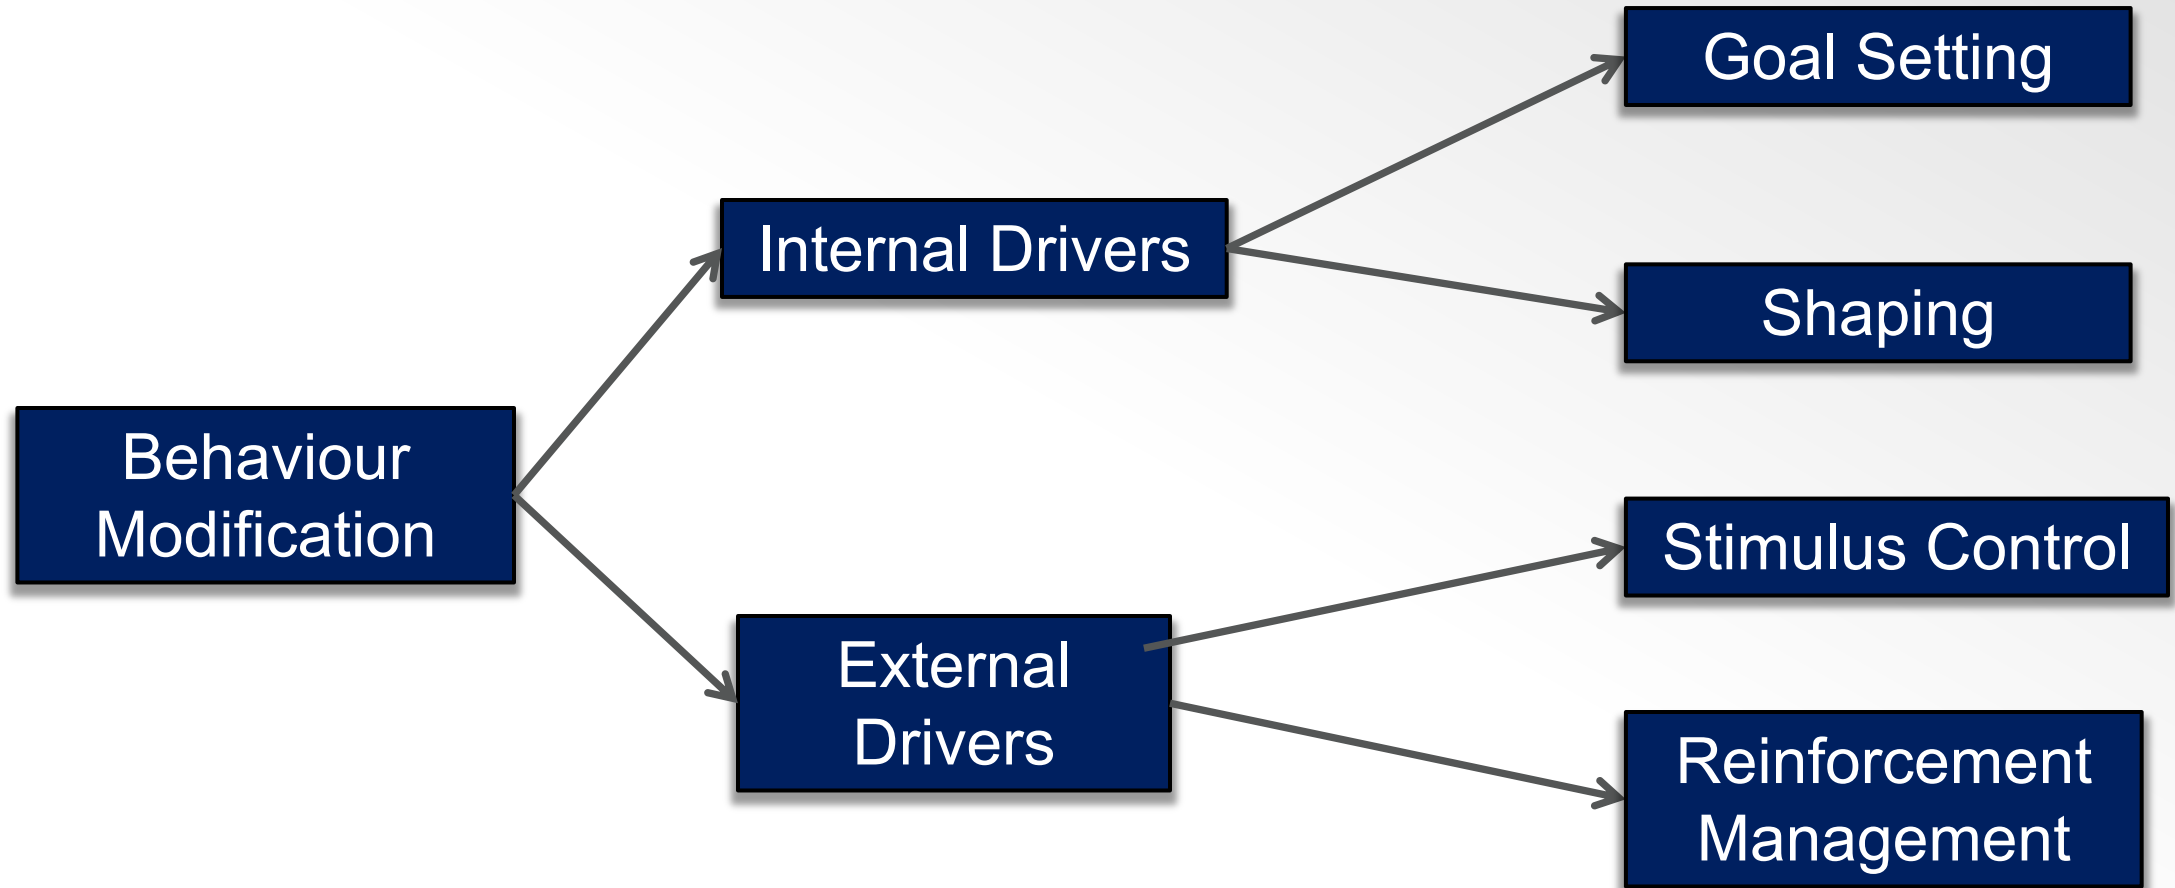 Goal Setting
Internal Drivers
Shaping
Behaviour
Modification
Stimulus Control
External
Drivers
Reinforcement
Management